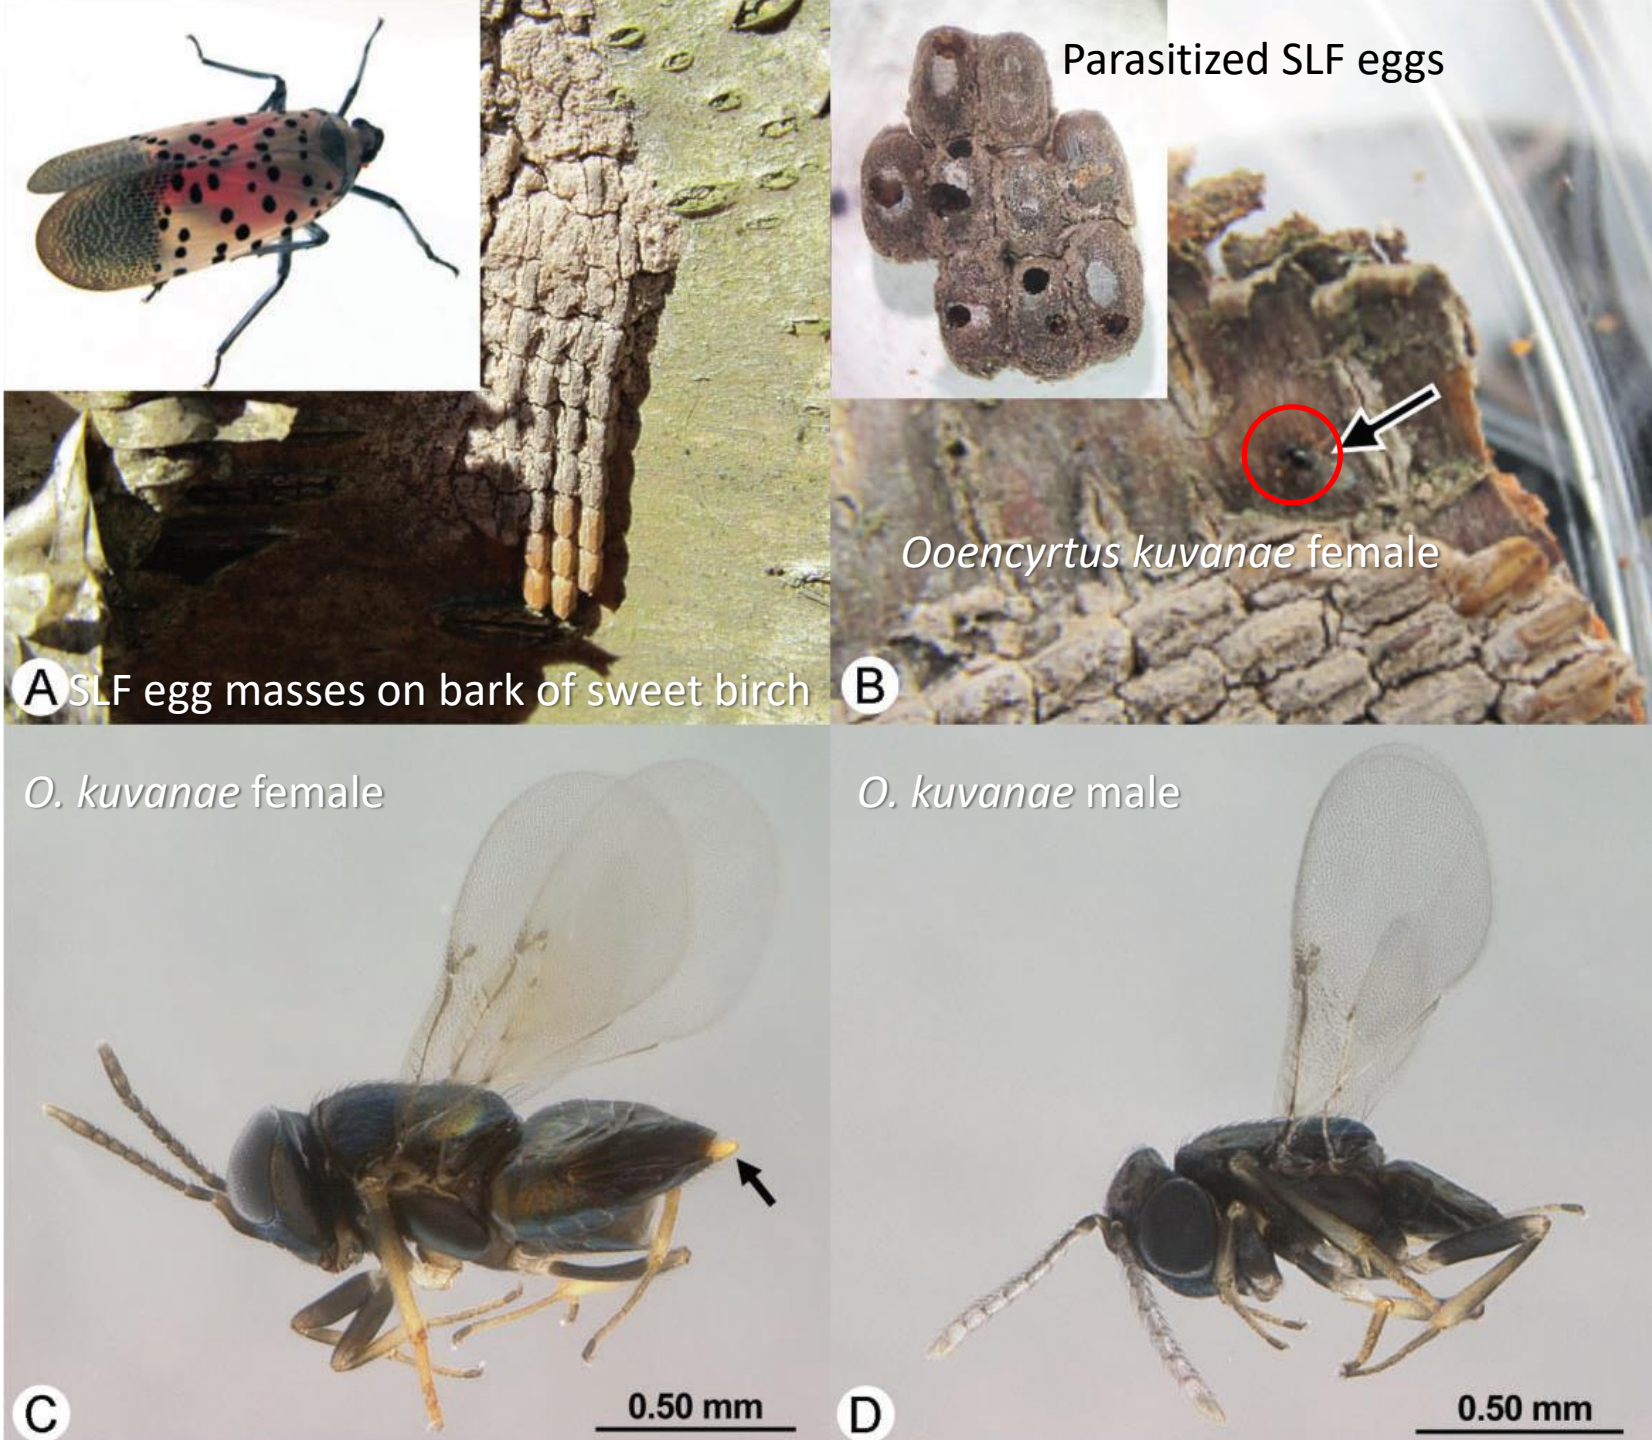 Parasitized SLF eggs
Ooencyrtus kuvanae female
A SLF egg masses on bark of sweet birch
B
O. kuvanae female
O. kuvanae male
C
0.50 mm
D
0.50 mm